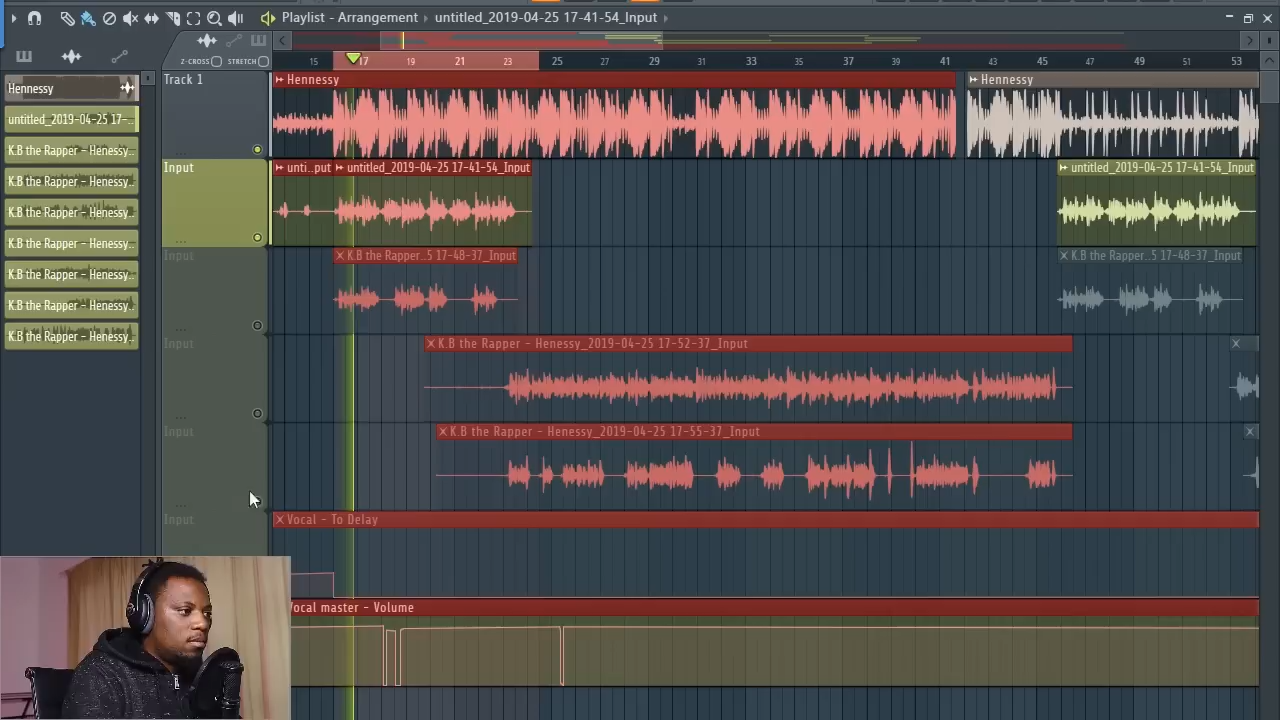 Playlist - Arrangement › untitled_2019-04-25 17-41-54_Input ›
Z-CROSS STRETCH
15 17 19 21 23 25 27 29 31 33 35 37 39 41 43 45 47 49 51 53
Hennessy
untitled_2019-04-25 17-..
K.B the Rapper - Henessy..
K.B the Rapper - Henessy..
K.B the Rapper - Henessy..
K.B the Rapper - Henessy..
K.B the Rapper - Henessy..
K.B the Rapper - Henessy..
K.B the Rapper - Henessy..
Track 1
Hennessy
Hennessy
Input
unti..put
untitled_2019-04-25 17-41-54_Input
untitled_2019-04-25 17-41-54_Input
Input
K.B the Rapper..5 17-48-37_Input
K.B the Rapper..5 17-48-37_Input
Input
K.B the Rapper - Henessy_2019-04-25 17-52-37_Input
Input
K.B the Rapper - Henessy_2019-04-25 17-55-37_Input
Input
Vocal - To Delay
Vocal master - Volume